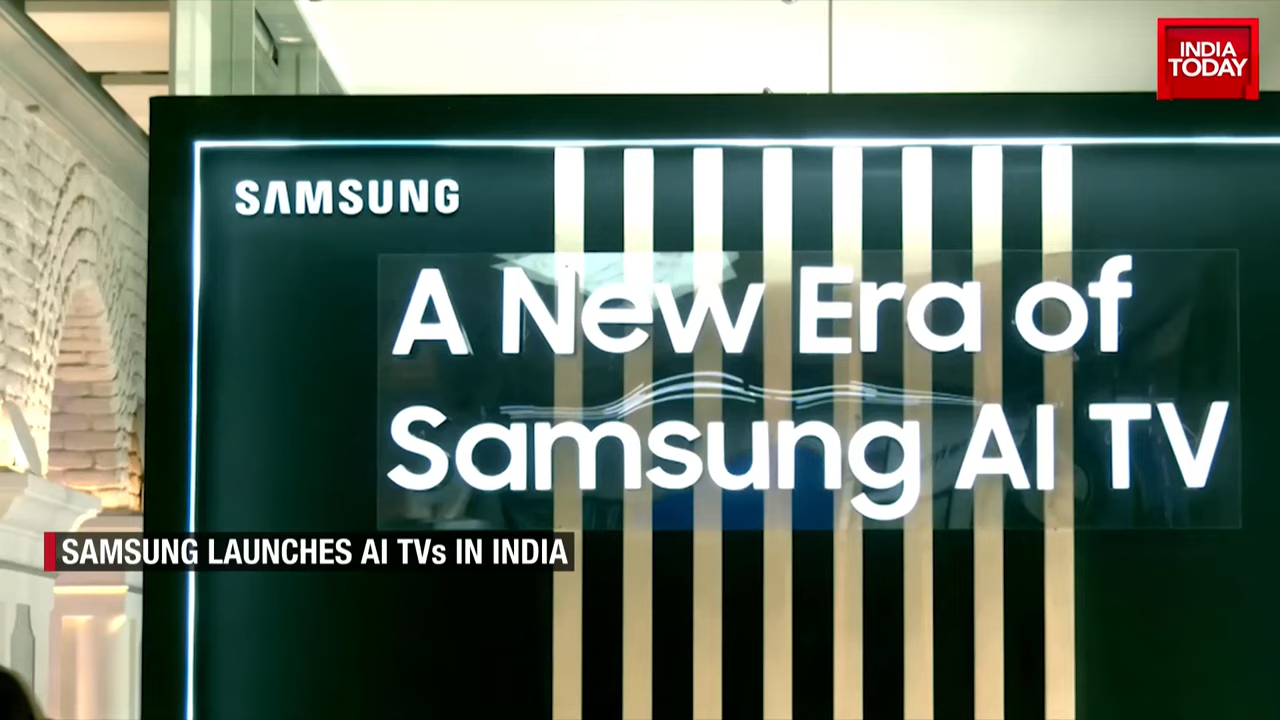 INDIA
TODAY
SAMSUNG
A New Era of
Samsung AI TV
SAMSUNG LAUNCHES AI TVs IN INDIA